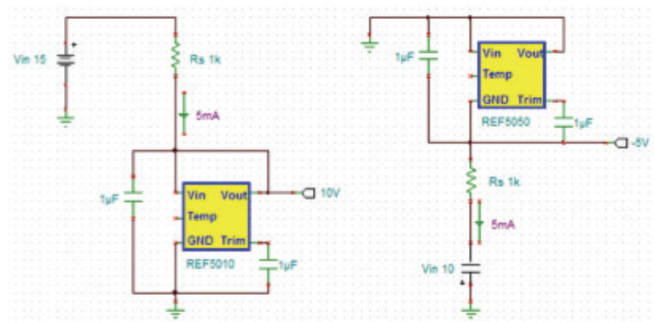 Vin 15
Rs 1k
5mA
1µF
Vin Vout
Temp
GND Trim
REF5010
1µF
10V
1µF
Vin Vout
Temp
GND Trim
REF5050
1µF
-5V
Rs 1k
5mA
Vin 10